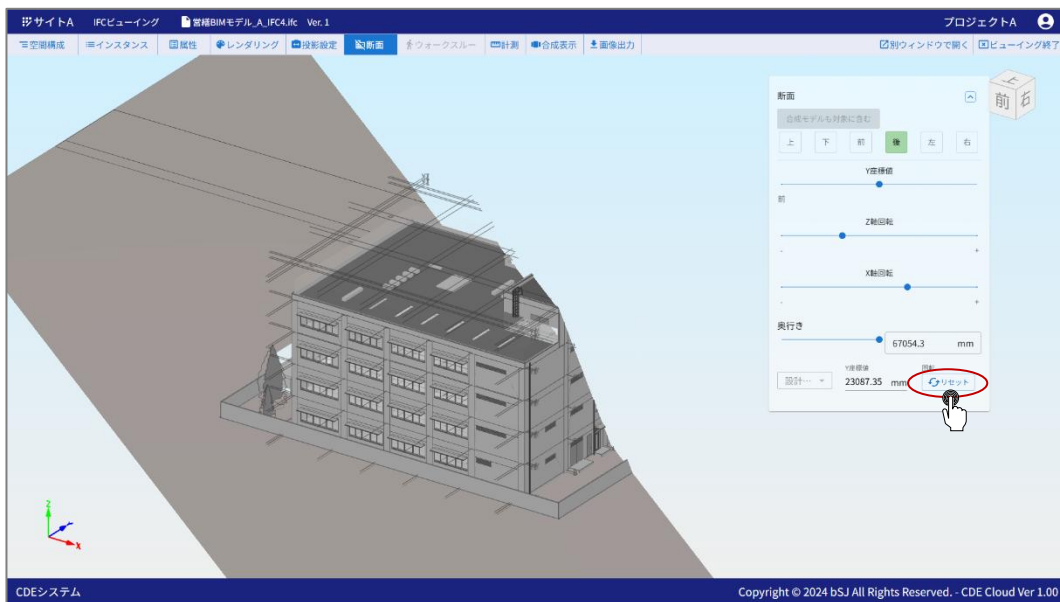 サイトA IFCビューイング 営繕BIMモデル_A_IFC4.ifc Ver. 1 プロジェクトA
空間構成 インスタンス 属性 レンダリング 投影設定 断面 ウォークスルー 計測 合成表示 画像出力 別ウィンドウで開く ビューイング終了
上
前 右
断面
合成モデルも対象に含む
上 下 前 後 左 右
Y座標値
前
Z軸回転
- +
X軸回転
- +
奥行き
67054.3 mm
Y座標値 回転
設計… 23087.35 mm リセット
Z
X
CDEシステム Copyright © 2024 bSJ All Rights Reserved. - CDE Cloud Ver 1.00